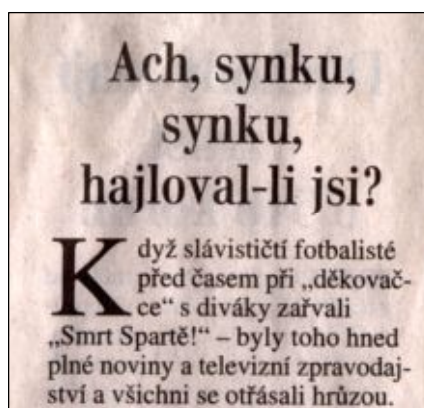 Ach, synku,
synku,
hajloval-li jsi?
Když slávističtí fotbalisté
před časem při „děkovač-
ce“ s diváky zařvali
„Smrt Spartě!“ – byly toho hned
plné noviny a televizní zpravodaj-
ství a všichni se otřásali hrůzou.